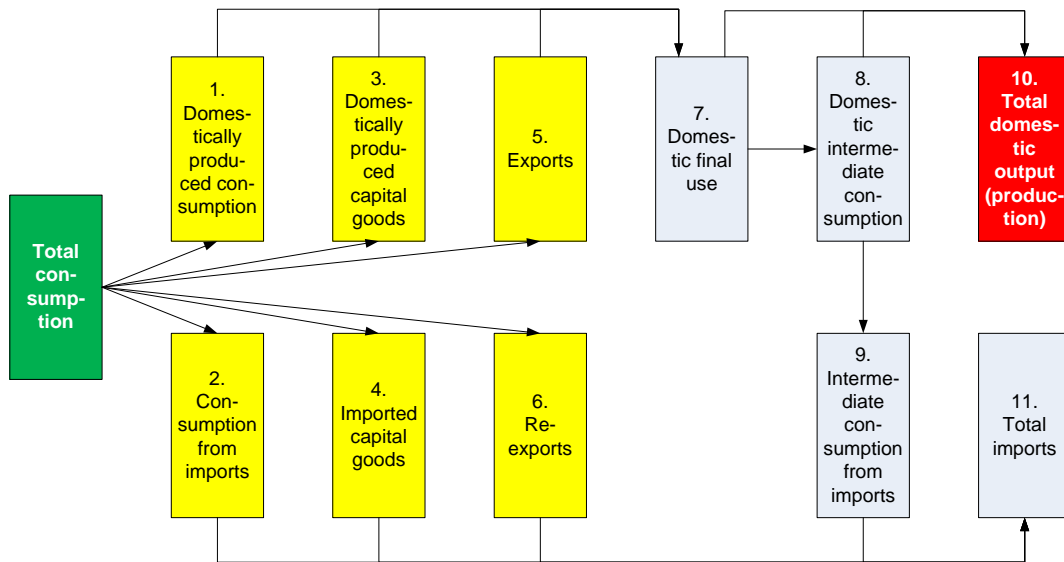 Total
con-
sump-
tion
1.
Domes-
tically
produ-
ced con-
sumption
3.
Domes-
tically
produ-
ced
capital
goods
5.
Exports
7.
Domes-
tic final
use
8.
Domes-
tic
interme-
diate con-
sumption
10.
Total
domes-
tic
output
(produc-
tion)
2.
Con-
sumption
from
imports
4.
Imported
capital
goods
6.
Re-
exports
9.
Interme-
diate
con-
sumption
from
imports
11.
Total
imports